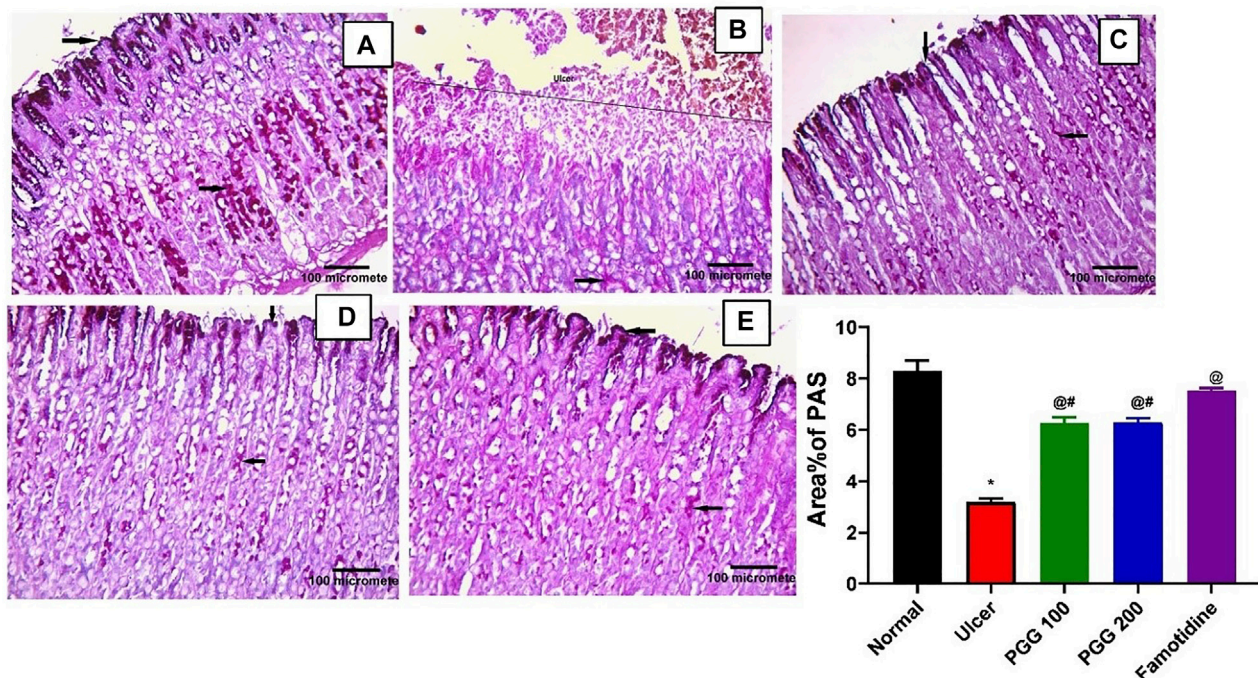 A
100 micromete
B
Ulcer
100 micromete
C
100 micromete
D
100 micromete
E
100 micromete
Area%of PAS
10
8
6
4
2
0
*
@#
@#
@
Normal
Ulcer
PGG 100
PGG 200
Famotidine